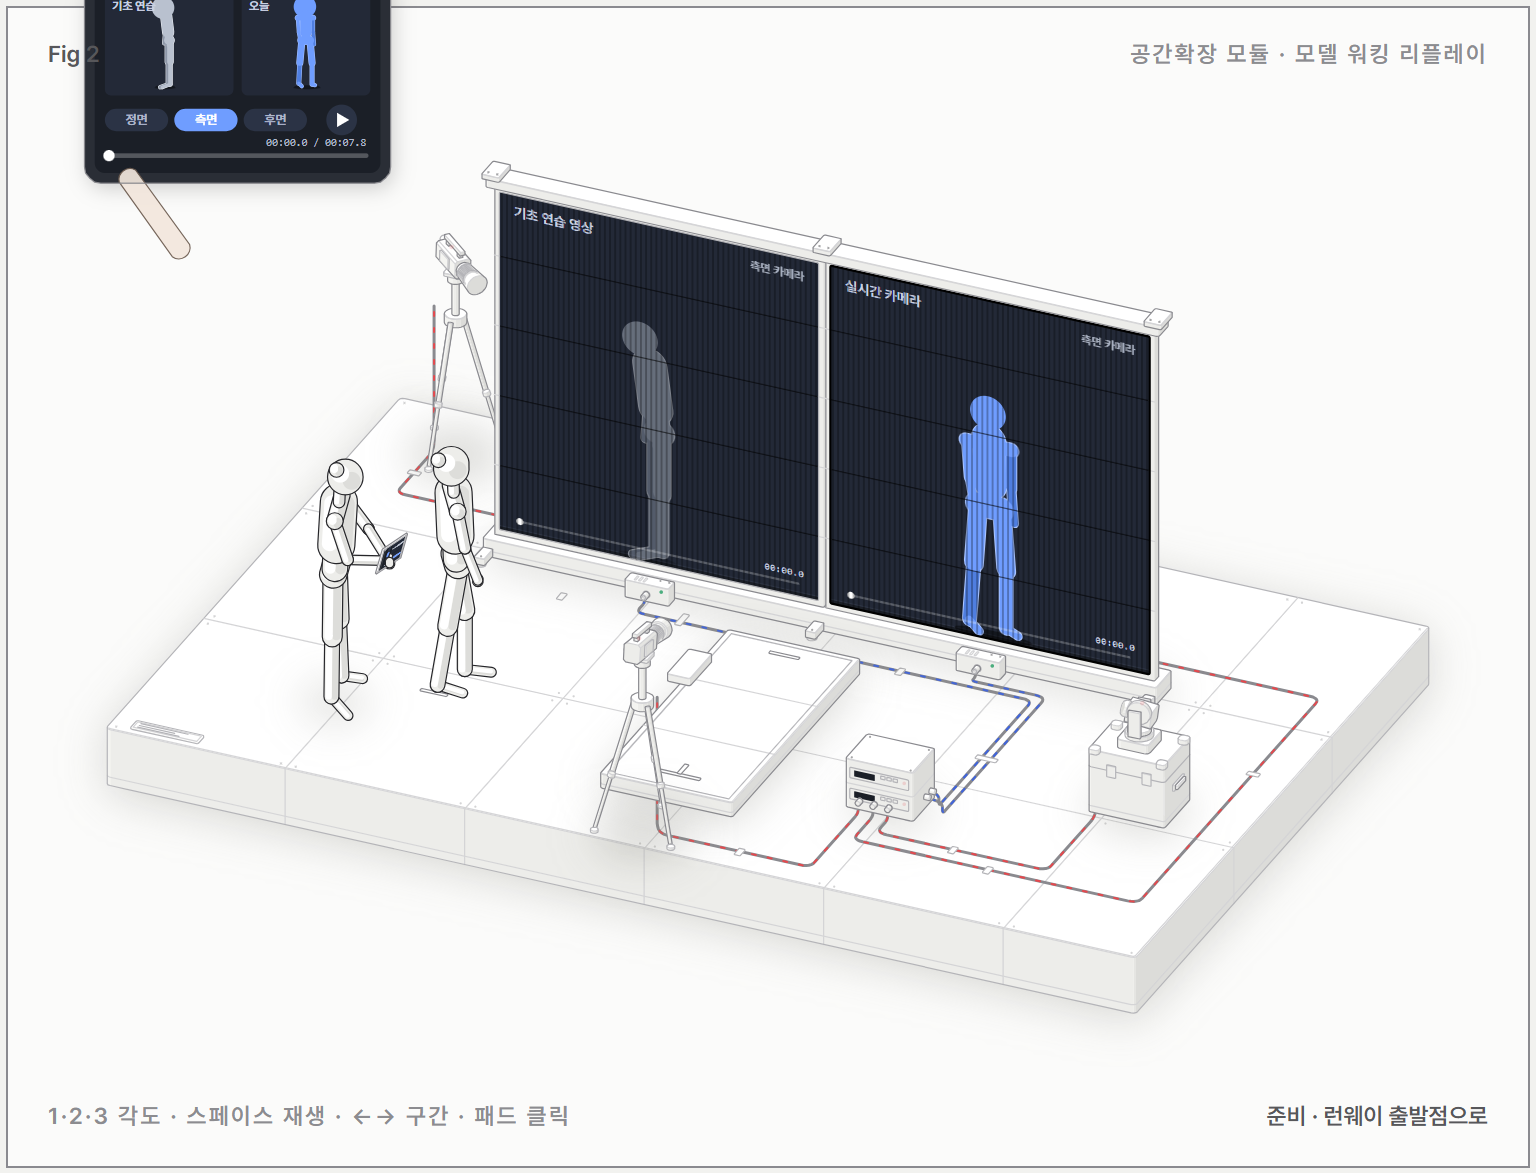 기초 연습
오늘
Fig 2
공간확장 모듈 · 모델 워킹 리플레이
정면
측면
후면
00:00.0 / 00:07.8
기초 연습 영상
측면 카메라
00:00.0
실시간 카메라
측면 카메라
00:00.0
1·2·3 각도 · 스페이스 재생 · ←→ 구간 · 패드 클릭
준비 · 런웨이 출발점으로